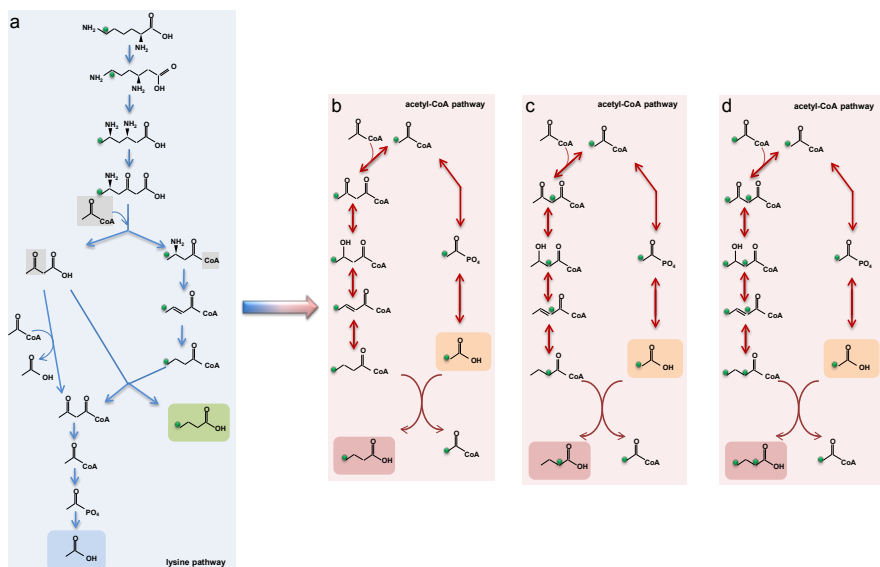 a
NH₂
O
OH
NH₂
NH₂
O
NH₂
OH
NH₂ NH₂ O
OH
NH₂ O O
OH
O
CoA
NH₂ O
CoA
O O
OH
O
CoA
O
CoA
O
OH
O
CoA
O O
CoA
O
OH
O
CoA
O
PO₄
O
OH
lysine pathway
b
acetyl-CoA pathway
O
CoA
O
CoA
O O
CoA
OH O
CoA
O
PO₄
O
CoA
O
CoA
O
OH
O
OH
O
CoA
c
acetyl-CoA pathway
O
CoA
O
CoA
O O
CoA
OH O
CoA
O
PO₄
O
CoA
O
CoA
O
OH
O
OH
O
CoA
d
acetyl-CoA pathway
O
CoA
O
CoA
O O
CoA
OH O
CoA
O
PO₄
O
CoA
O
CoA
O
OH
O
OH
O
CoA